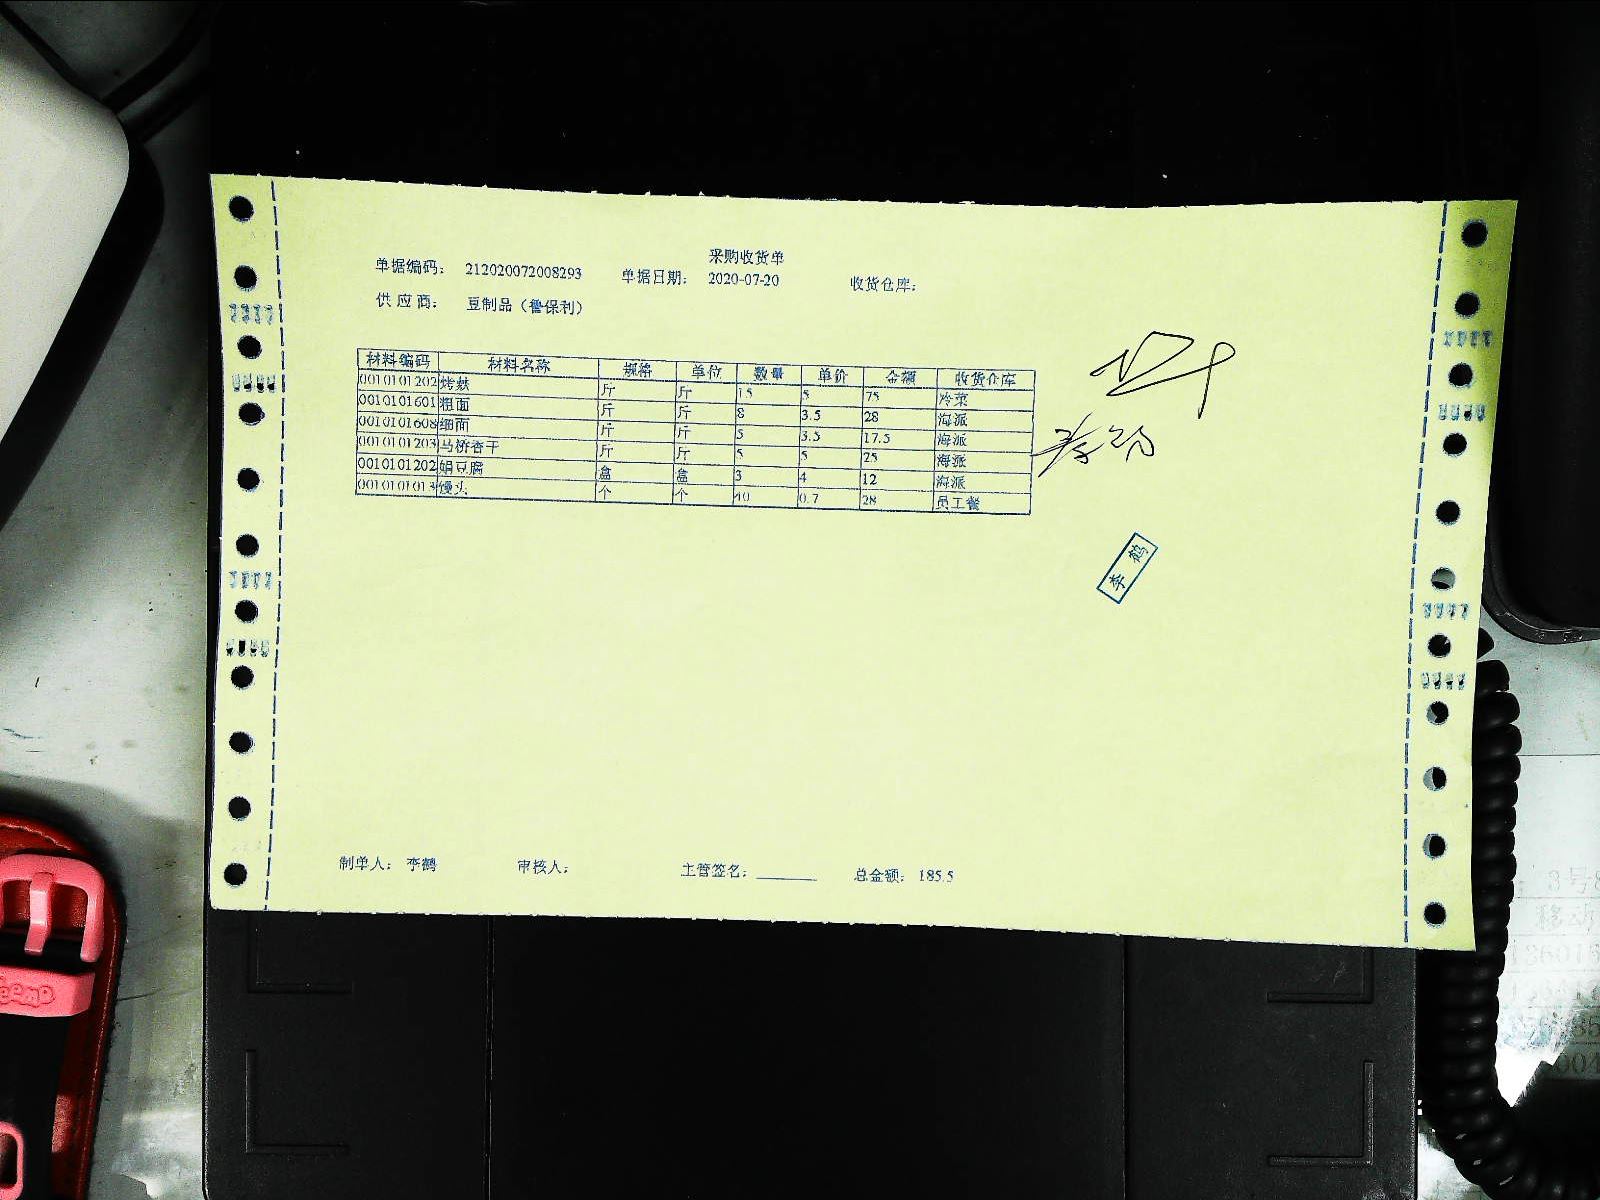 采购收货单
单据编码： 212020072008293 单据日期： 2020-07-20 收货仓库：
供应商： 豆制品（鲁保利）
材料编码 材料名称 规格 单位 数量 单价 金额 收货仓库
0010101202 烤麸 斤 斤 15 5 75 冷菜
0010101601 粗面 斤 斤 8 3.5 28 海派
0010101608 细面 斤 斤 5 3.5 17.5 海派
0010101203 马桥香干 斤 斤 5 5 25 海派
0010101202 娟豆腐 盒 盒 3 4 12 海派
001010101 馒头 个 个 40 0.7 28 员工餐
李鹤
制单人： 李鹤 审核人： 主管签名： 总金额： 185.5
3号
移动